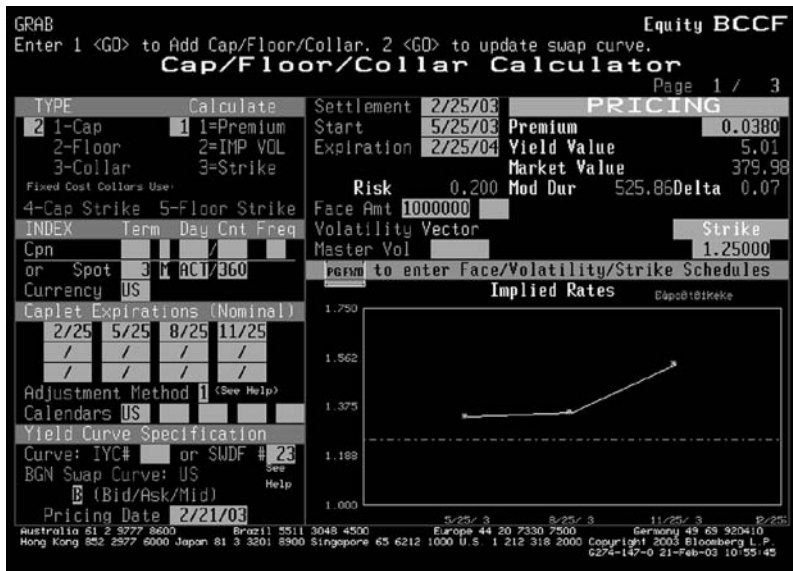 GRAB Equity BCCF
Enter 1 <GO> to Add Cap/Floor/Collar. 2 <GO> to update swap curve.
Cap/Floor/Collar Calculator
Page 1 / 3
TYPE Calculate
2 1-Cap 1 1=Premium
2-Floor 2=IMP VOL
3-Collar 3=Strike
Fixed Cost Collars Use:
4-Cap Strike 5-Floor Strike
Settlement 2/25/03
Start 5/25/03
Expiration 2/25/04
PRICING
Premium 0.0380
Yield Value 5.01
Market Value 379.98
Risk 0.200 Mod Dur 525.86 Delta 0.07
Face Amt 1000000
Volatility Vector Strike
Master Vol 1.25000
PGFWD to enter Face/Volatility/Strike Schedules
INDEX Term Day Cnt Freq
Cpn /
or Spot 3 M ACT/360
Currency US
Caplet Expirations (Nominal)
2/25 5/25 8/25 11/25
/ / / /
/ / / /
Adjustment Method 1 (See Help)
Calendars US
Yield Curve Specification
Curve: IYC# or SWDF # 23
BGN Swap Curve: US See Help
B (Bid/Ask/Mid)
Pricing Date 2/21/03
Implied Rates
1.750
1.562
1.375
1.188
1.000
5/25/ 3 8/25/ 3 11/25/ 3 2/25
Australia 61 2 9777 8600 Brazil 5511 3048 4500 Europe 44 20 7330 7500 Germany 49 69 920410
Hong Kong 852 2977 6000 Japan 81 3 3201 8900 Singapore 65 6212 1000 U.S. 1 212 318 2000 Copyright 2003 Bloomberg L.P.
G274-147-0 21-Feb-03 10:55:45